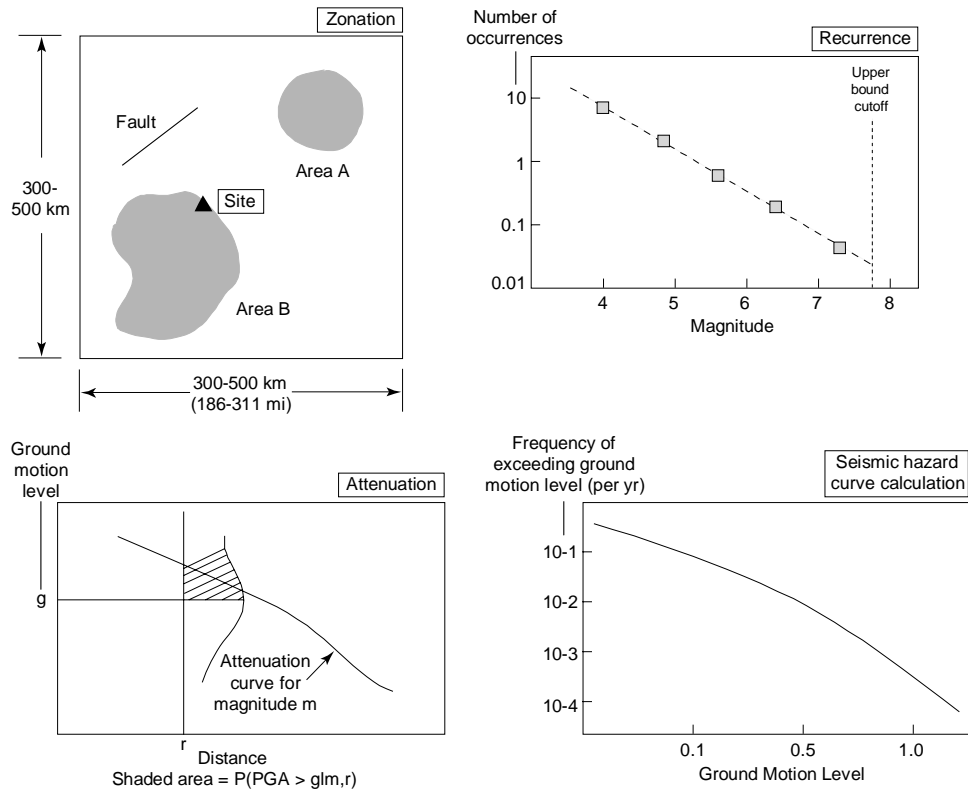 Zonation
Fault
Area A
300-
500 km
Site
Area B
300-500 km
(186-311 mi)
Number of
occurrences
Recurrence
Upper
bound
cutoff
10
1
0.1
0.01
4 5 6 7 8
Magnitude
Ground
motion
level
Attenuation
g
Attenuation
curve for
magnitude m
r
Distance
Shaded area = P(PGA > glm,r)
Frequency of
exceeding ground
motion level (per yr)
Seismic hazard
curve calculation
10-1
10-2
10-3
10-4
0.1 0.5 1.0
Ground Motion Level